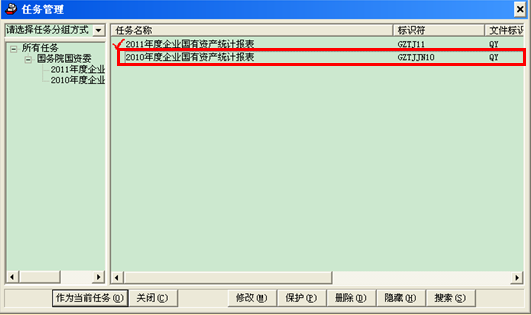 任务管理
请选择任务分组方式
任务名称 标识符 文件标识
所有任务
2011年度企业国有资产统计报表 GZTJ11 QY
国务院国资委
2010年度企业国有资产统计报表 GZTJJN10 QY
2011年度企业
2010年度企业
作为当前任务(O) 关闭(C) 修改(M) 保护(P) 删除(D) 隐藏(H) 搜索(S)